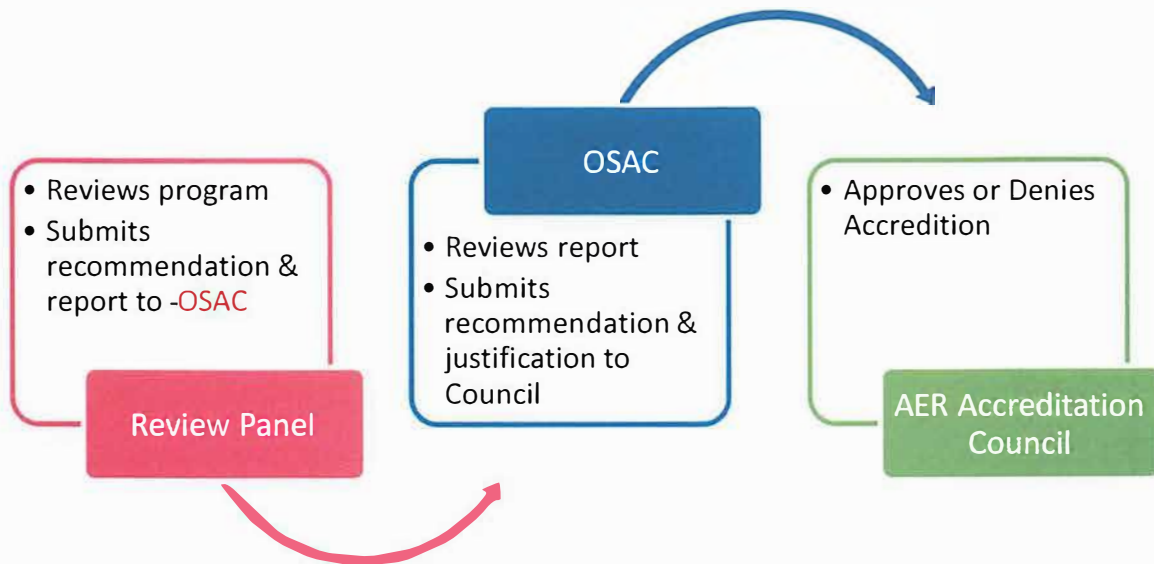 • Reviews program
• Submits
recommendation &
report to -OSAC
Review Panel
OSAC
• Reviews report
• Submits
recommendation &
justification to
Council
• Approves or Denies
Accredition
AER Accreditation
Council